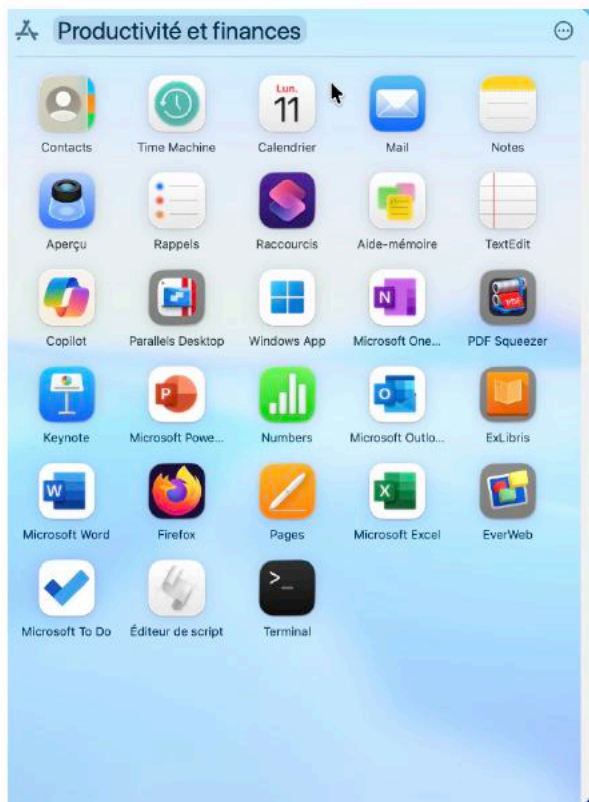 Productivité et finances
Lun.
11
Contacts
Time Machine
Calendrier
Mail
Notes
Aperçu
Rappels
Raccourcis
Aide-mémoire
TextEdit
N
PDF
Copilot
Parallels Desktop
Windows App
Microsoft One...
PDF Squeezer
P
O
Keynote
Microsoft Powe...
Numbers
Microsoft Outlo...
ExLibris
W
X
Microsoft Word
Firefox
Pages
Microsoft Excel
EverWeb
>_
Microsoft To Do
Éditeur de script
Terminal